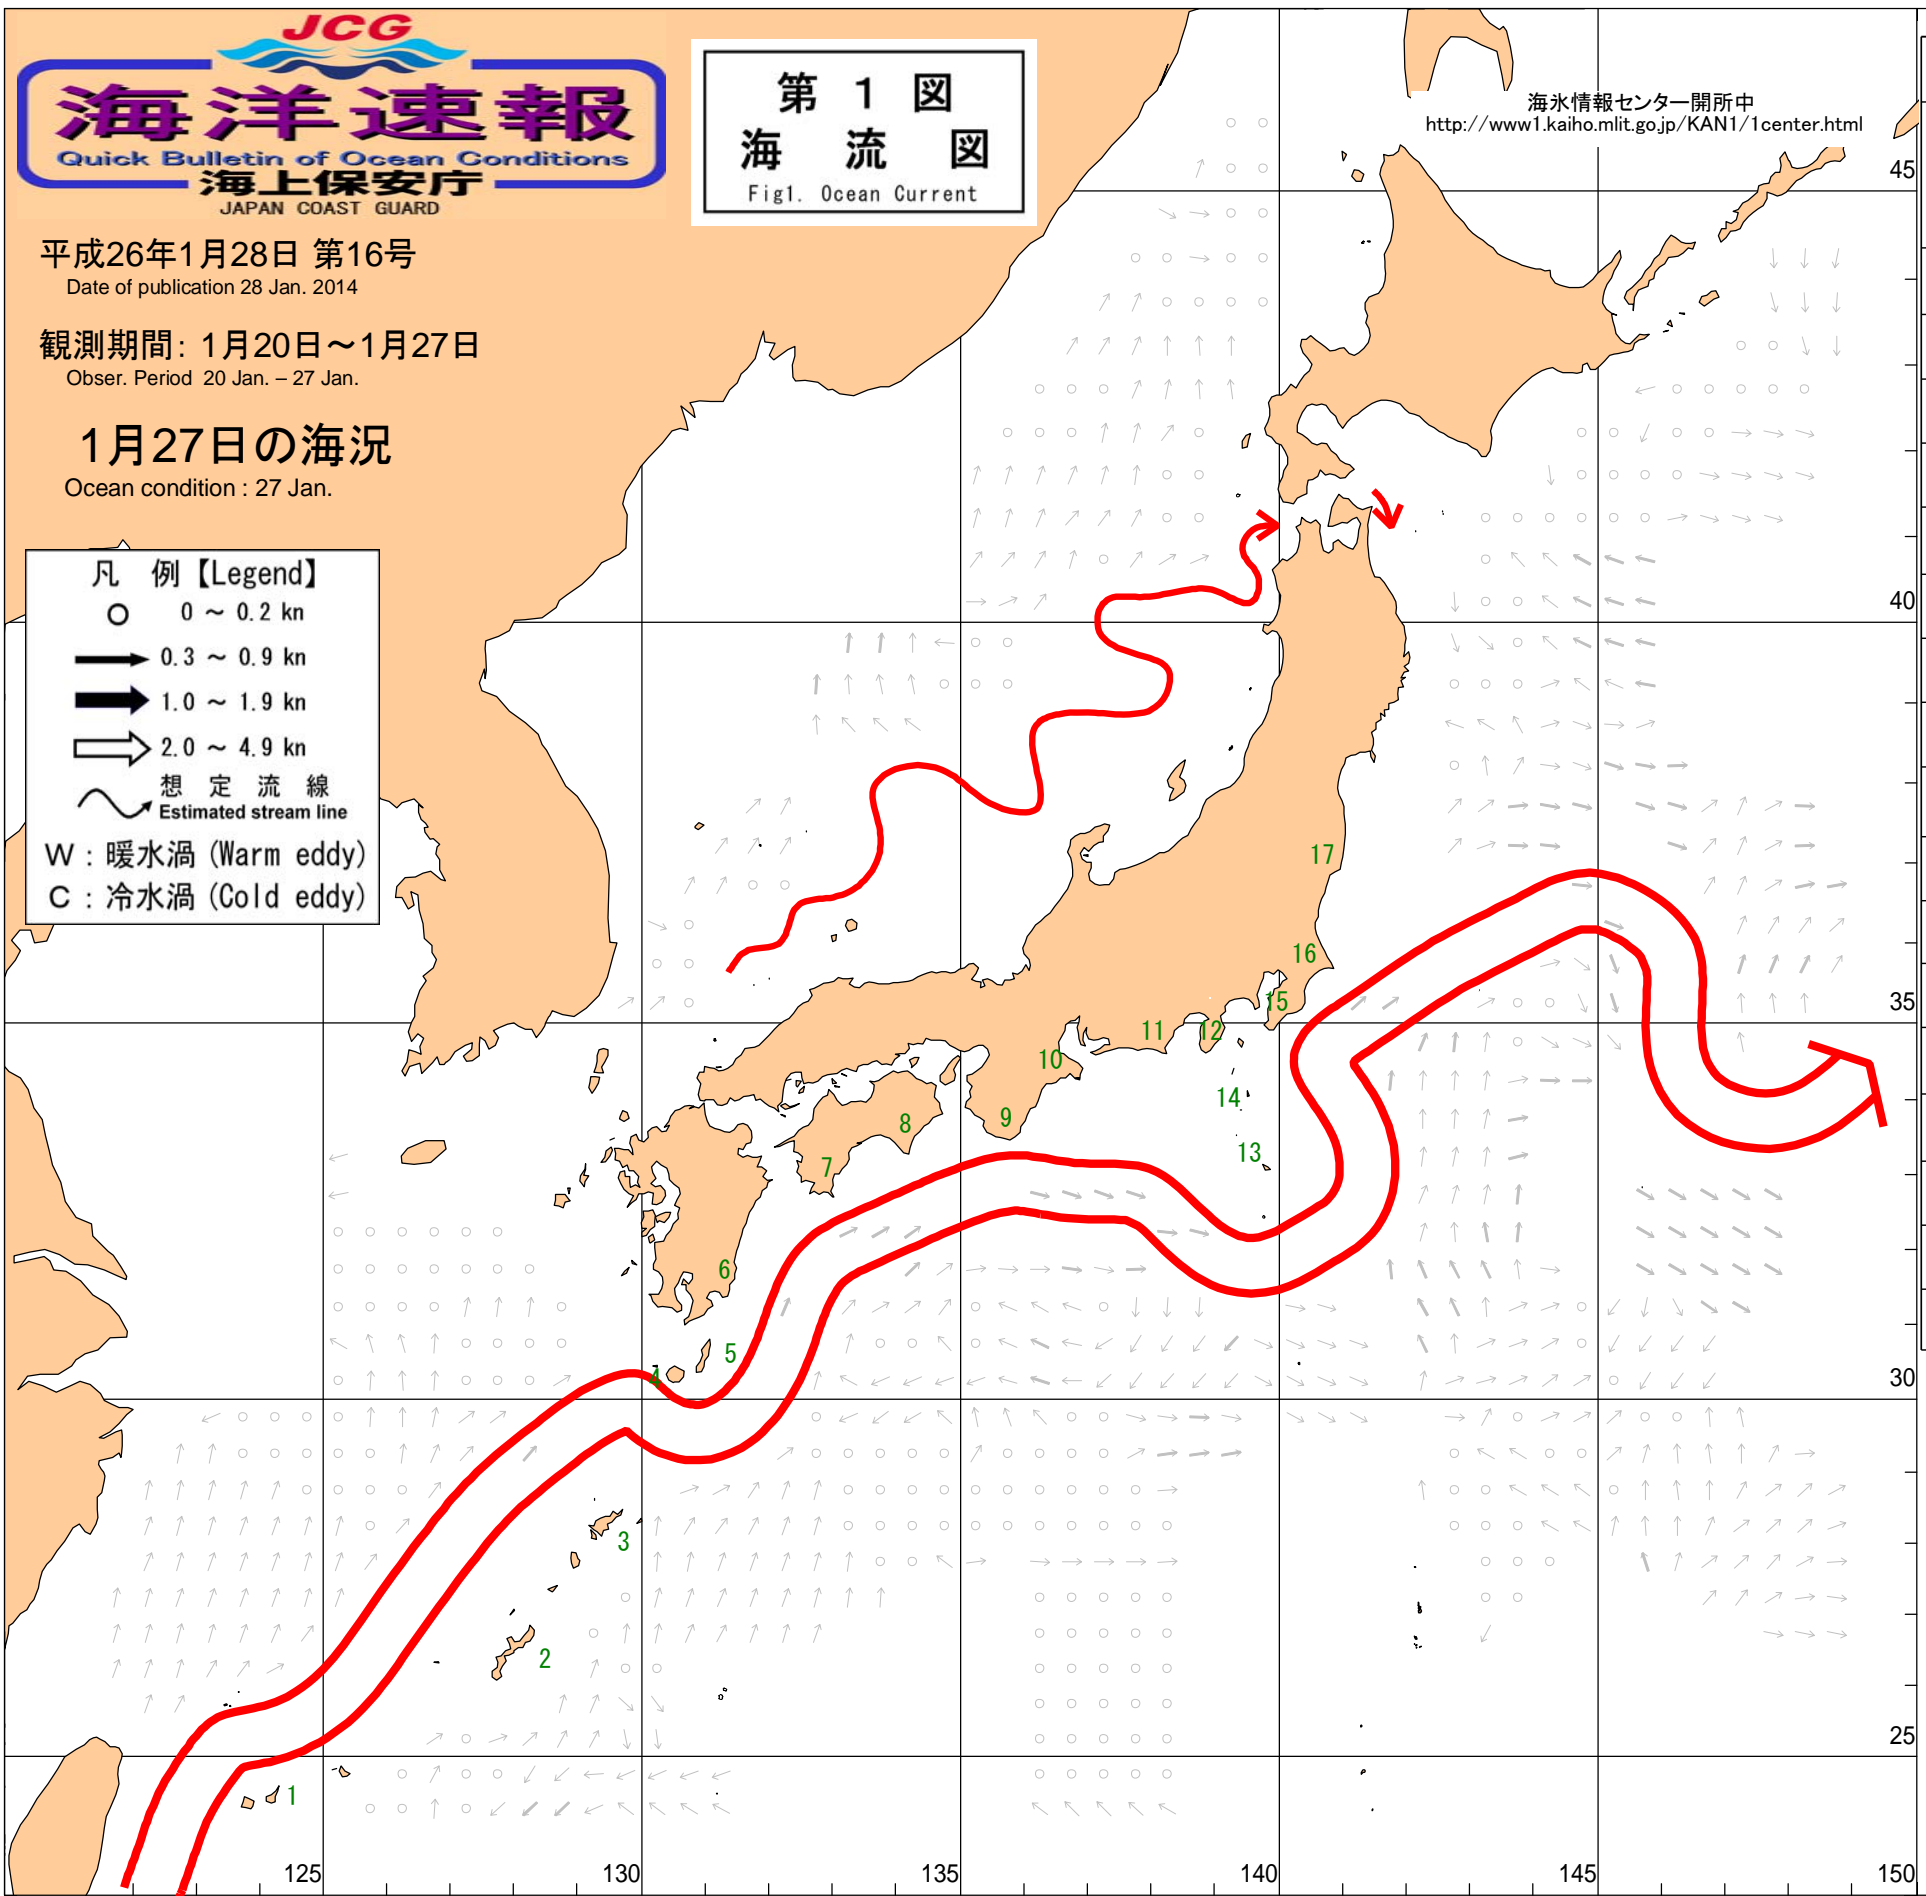 JCG
海洋速報
Quick Bulletin of Ocean Conditions
海上保安庁
JAPAN COAST GUARD
第 1 図
海 流 図
Fig1. Ocean Current
海氷情報センター開所中
http://www1.kaiho.mlit.go.jp/KAN1/1center.html
平成26年1月28日 第16号
Date of publication 28 Jan. 2014
観測期間: 1月20日～1月27日
Obser. Period 20 Jan. – 27 Jan.
1月27日の海況
Ocean condition : 27 Jan.
凡 例【Legend】
0 ～ 0.2 kn
0.3 ～ 0.9 kn
1.0 ～ 1.9 kn
2.0 ～ 4.9 kn
想 定 流 線
Estimated stream line
W : 暖水渦 (Warm eddy)
C : 冷水渦 (Cold eddy)
45
40
17
16
35
15
12
11
10
14
9
8
13
7
6
5
4
30
3
2
25
1
125
130
135
140
145
150